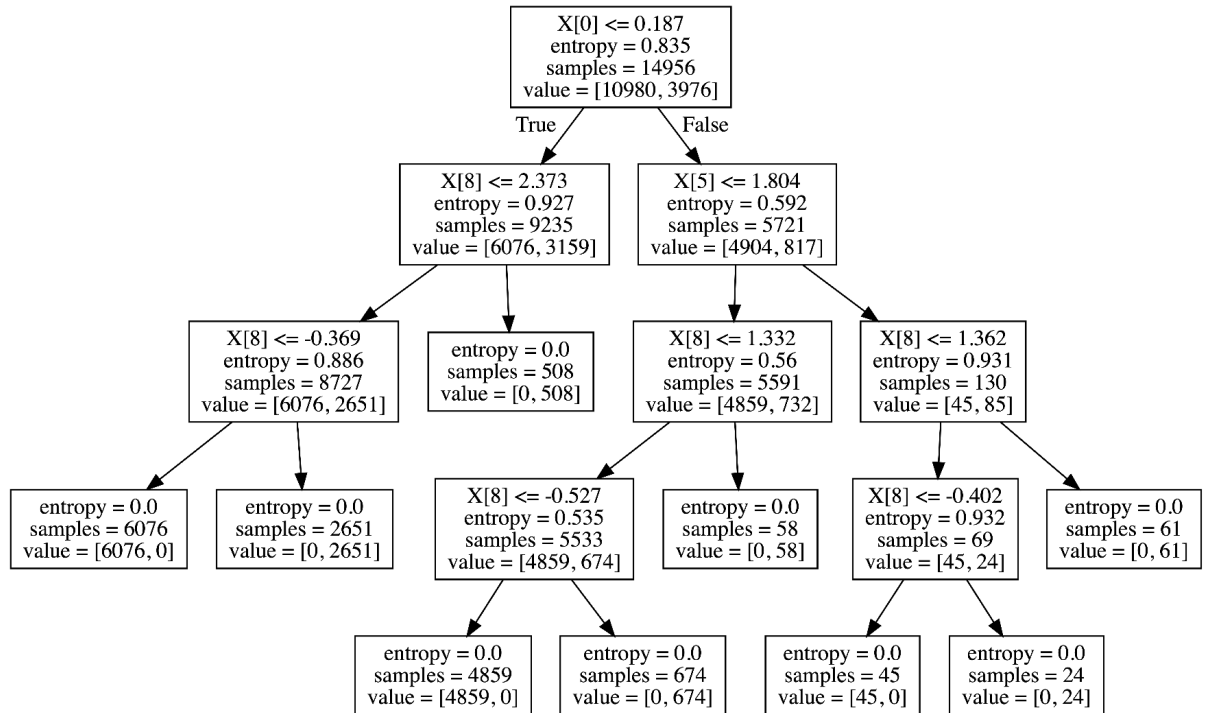 X[0] <= 0.187
entropy = 0.835
samples = 14956
value = [10980, 3976]
True
False
X[8] <= 2.373
entropy = 0.927
samples = 9235
value = [6076, 3159]
X[5] <= 1.804
entropy = 0.592
samples = 5721
value = [4904, 817]
X[8] <= -0.369
entropy = 0.886
samples = 8727
value = [6076, 2651]
entropy = 0.0
samples = 508
value = [0, 508]
X[8] <= 1.332
entropy = 0.56
samples = 5591
value = [4859, 732]
X[8] <= 1.362
entropy = 0.931
samples = 130
value = [45, 85]
entropy = 0.0
samples = 6076
value = [6076, 0]
entropy = 0.0
samples = 2651
value = [0, 2651]
X[8] <= -0.527
entropy = 0.535
samples = 5533
value = [4859, 674]
entropy = 0.0
samples = 58
value = [0, 58]
X[8] <= -0.402
entropy = 0.932
samples = 69
value = [45, 24]
entropy = 0.0
samples = 61
value = [0, 61]
entropy = 0.0
samples = 4859
value = [4859, 0]
entropy = 0.0
samples = 674
value = [0, 674]
entropy = 0.0
samples = 45
value = [45, 0]
entropy = 0.0
samples = 24
value = [0, 24]